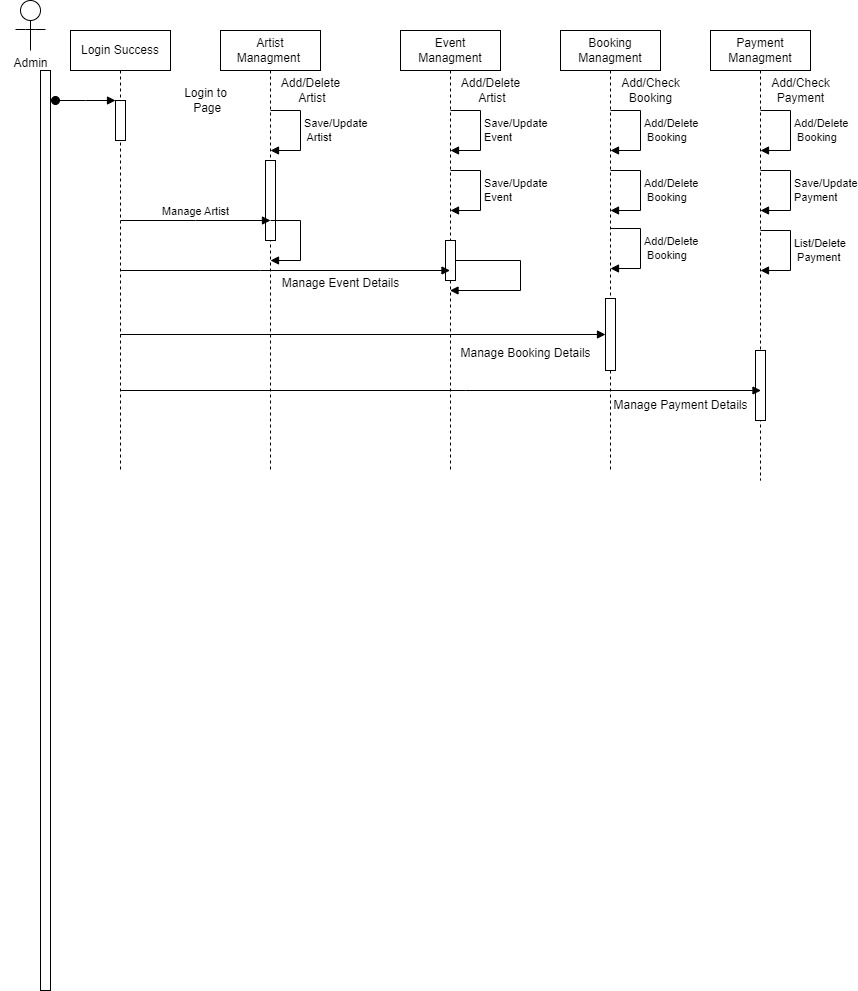 Admin
Login Success
Artist
Managment
Event
Managment
Booking
Managment
Payment
Managment
Login to
Page
Add/Delete
Artist
Save/Update
Artist
Add/Delete
Artist
Save/Update
Event
Save/Update
Event
Add/Check
Booking
Add/Delete
Booking
Add/Delete
Booking
Add/Delete
Booking
Add/Check
Payment
Add/Delete
Booking
Save/Update
Payment
List/Delete
Payment
Manage Artist
Manage Event Details
Manage Booking Details
Manage Payment Details